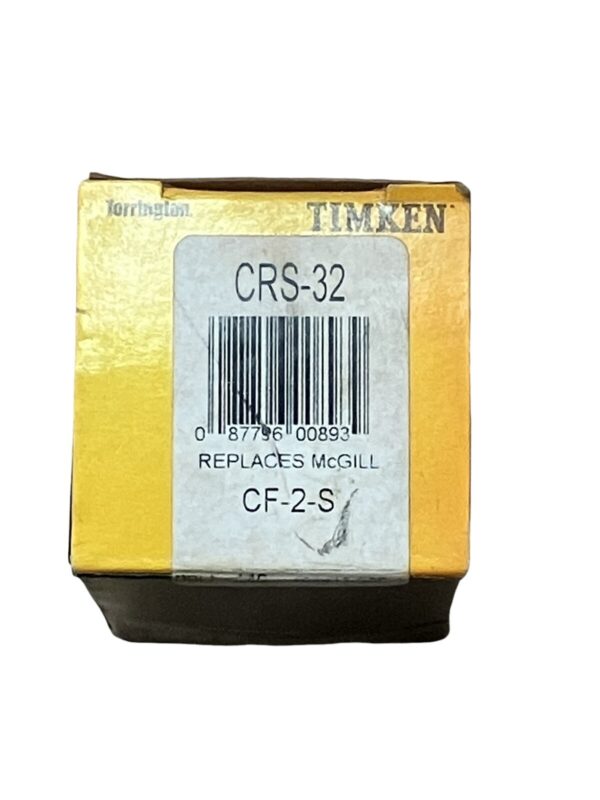 Torrington TIMKEN
CRS-32
0 87796 00893
REPLACES McGILL
CF-2-S